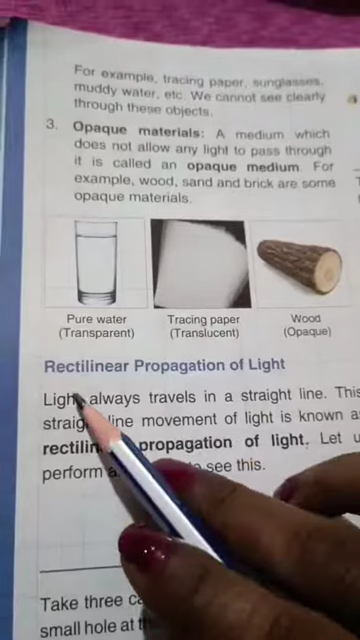 For example, tracing paper, sunglasses,
muddy water, etc. We cannot see clearly
through these objects.
3. Opaque materials: A medium which
does not allow any light to pass through
it is called an opaque medium. For
example, wood, sand and brick are some
opaque materials.
Pure water
(Transparent)
Tracing paper
(Translucent)
Wood
(Opaque)
Rectilinear Propagation of Light
Light always travels in a straight line. This
line movement of light is known
propagation of light. Let
perform see this.
Take three
small hole at